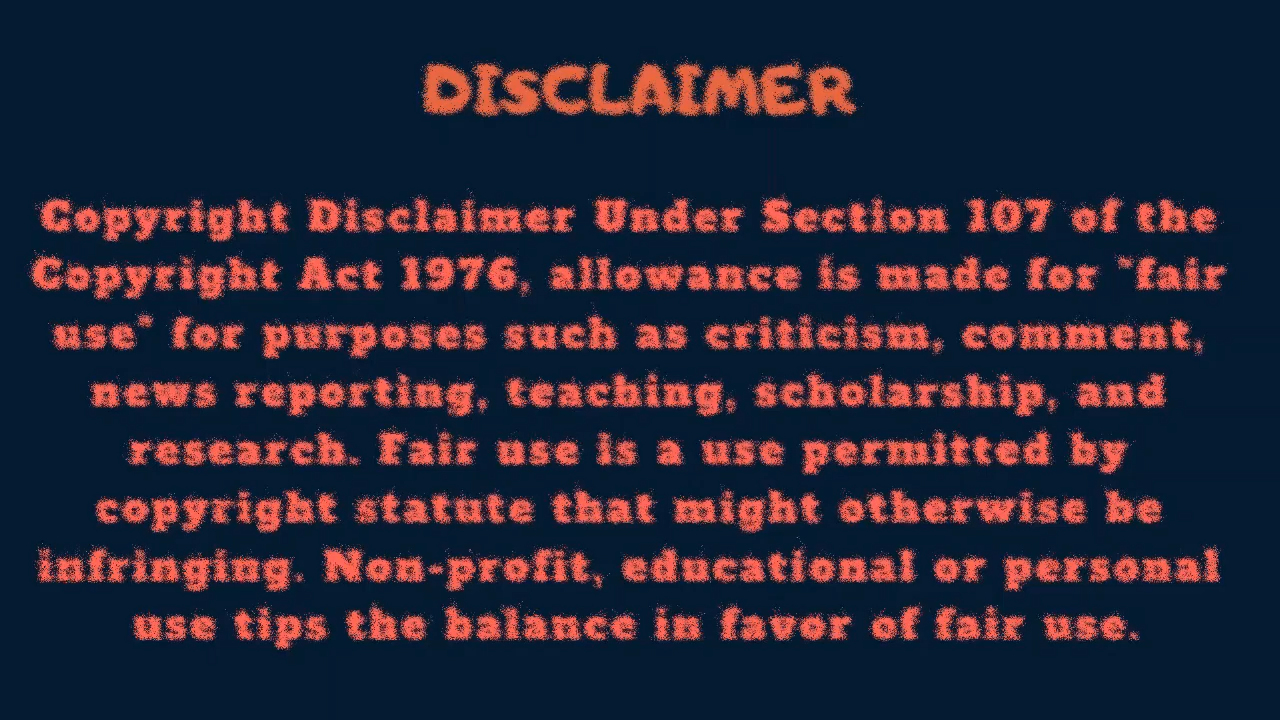 DISCLAIMER
Copyright Disclaimer Under Section 107 of the
Copyright Act 1976, allowance is made for "fair
use" for purposes such as criticism, comment,
news reporting, teaching, scholarship, and
research. Fair use is a use permitted by
copyright statute that might otherwise be
infringing. Non-profit, educational or personal
use tips the balance in favor of fair use.